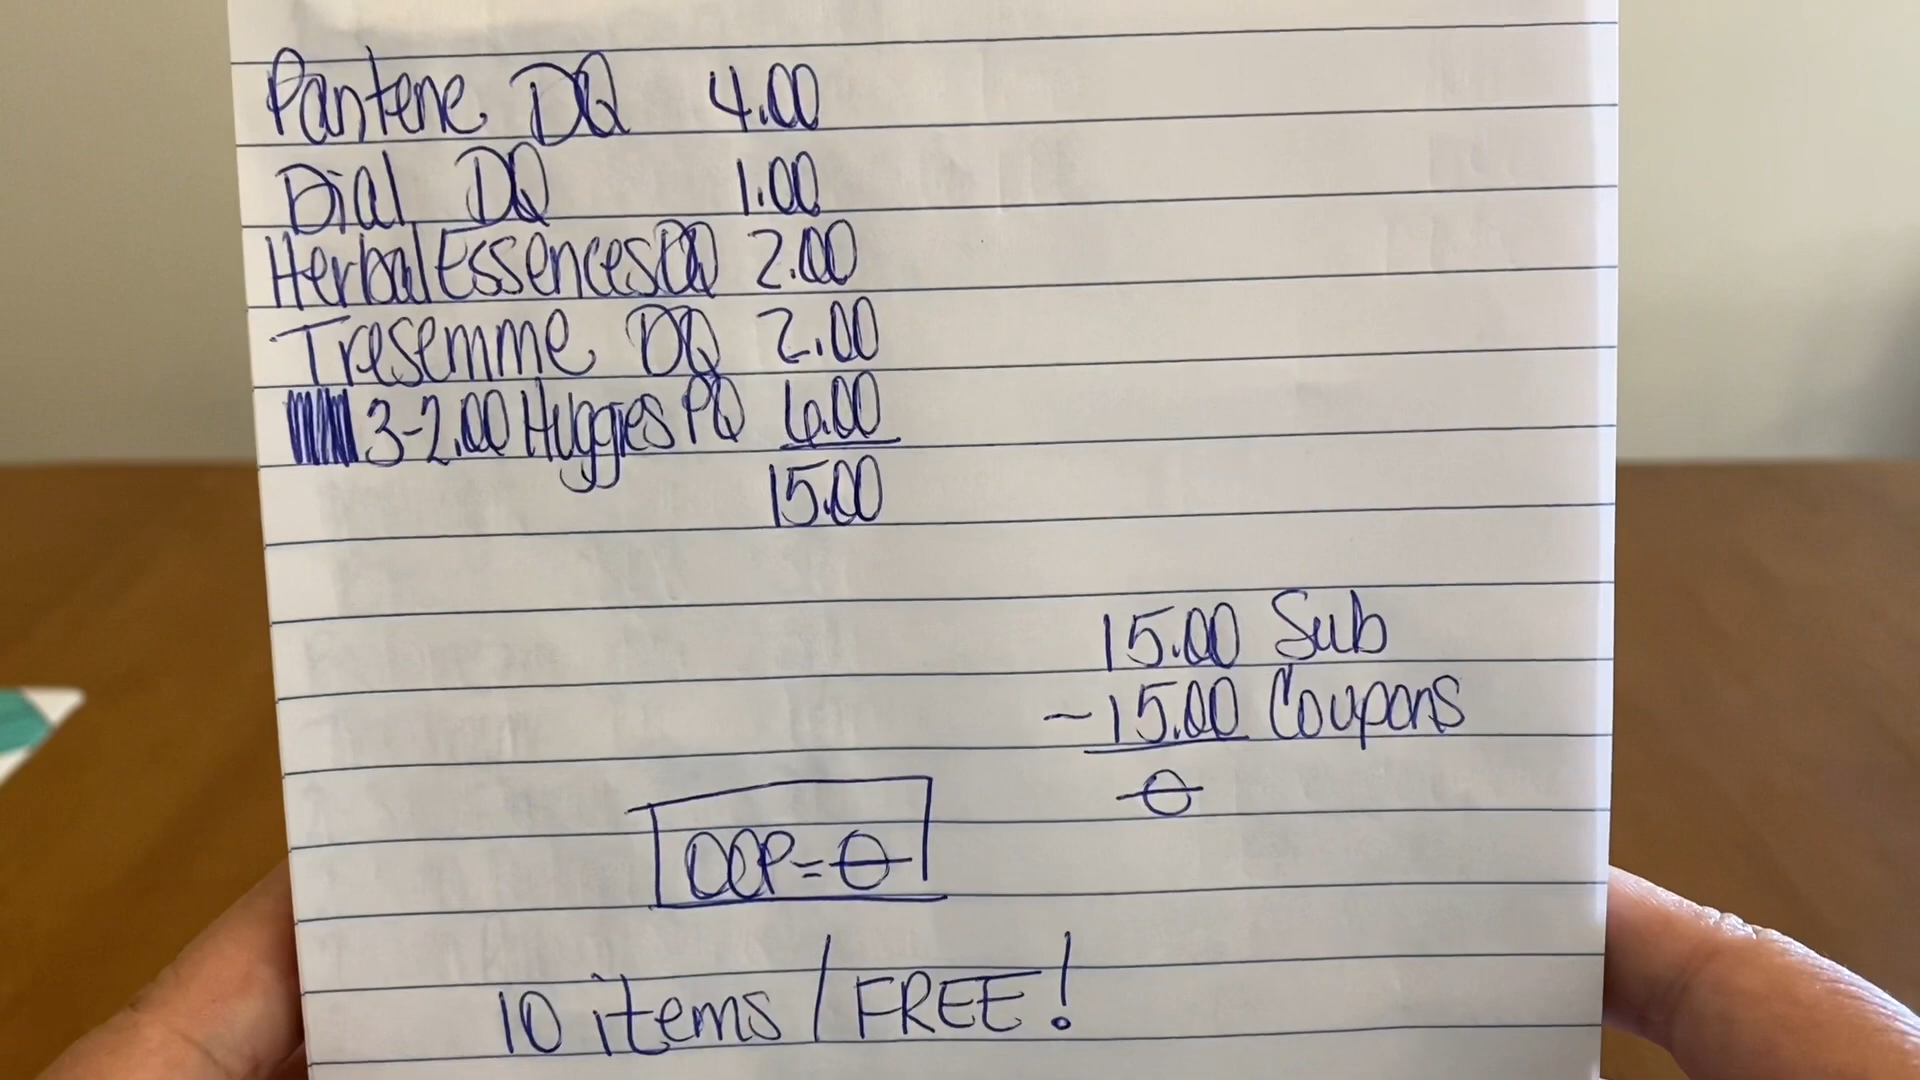 Pantene DQ 4.00
Dial DQ 1.00
Herbal Essences DQ 2.00
Tresemme DQ 2.00
3-2.00 Huggies PQ 6.00
15.00
15.00 Sub
-15.00 Coupons
0
OOP=0
10 items / FREE!